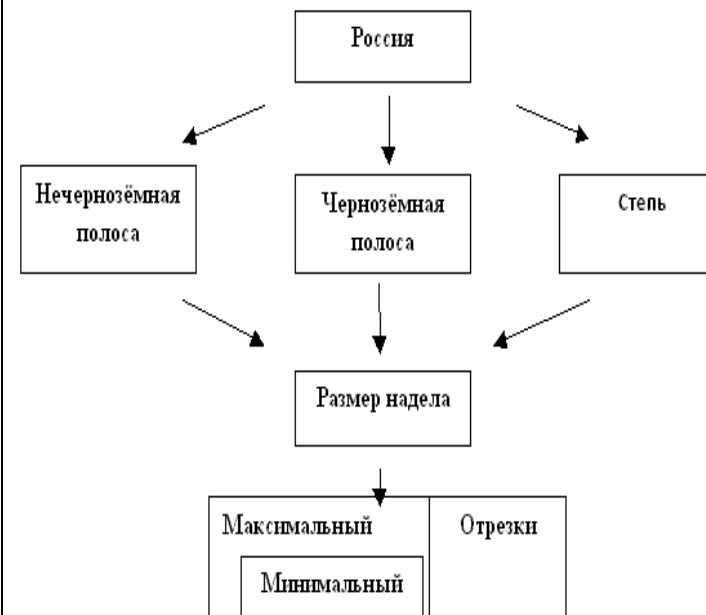 Россия
Нечернозёмная
полоса
Чернозёмная
полоса
Степь
Размер надела
Максимальный
Отрезки
Минимальный